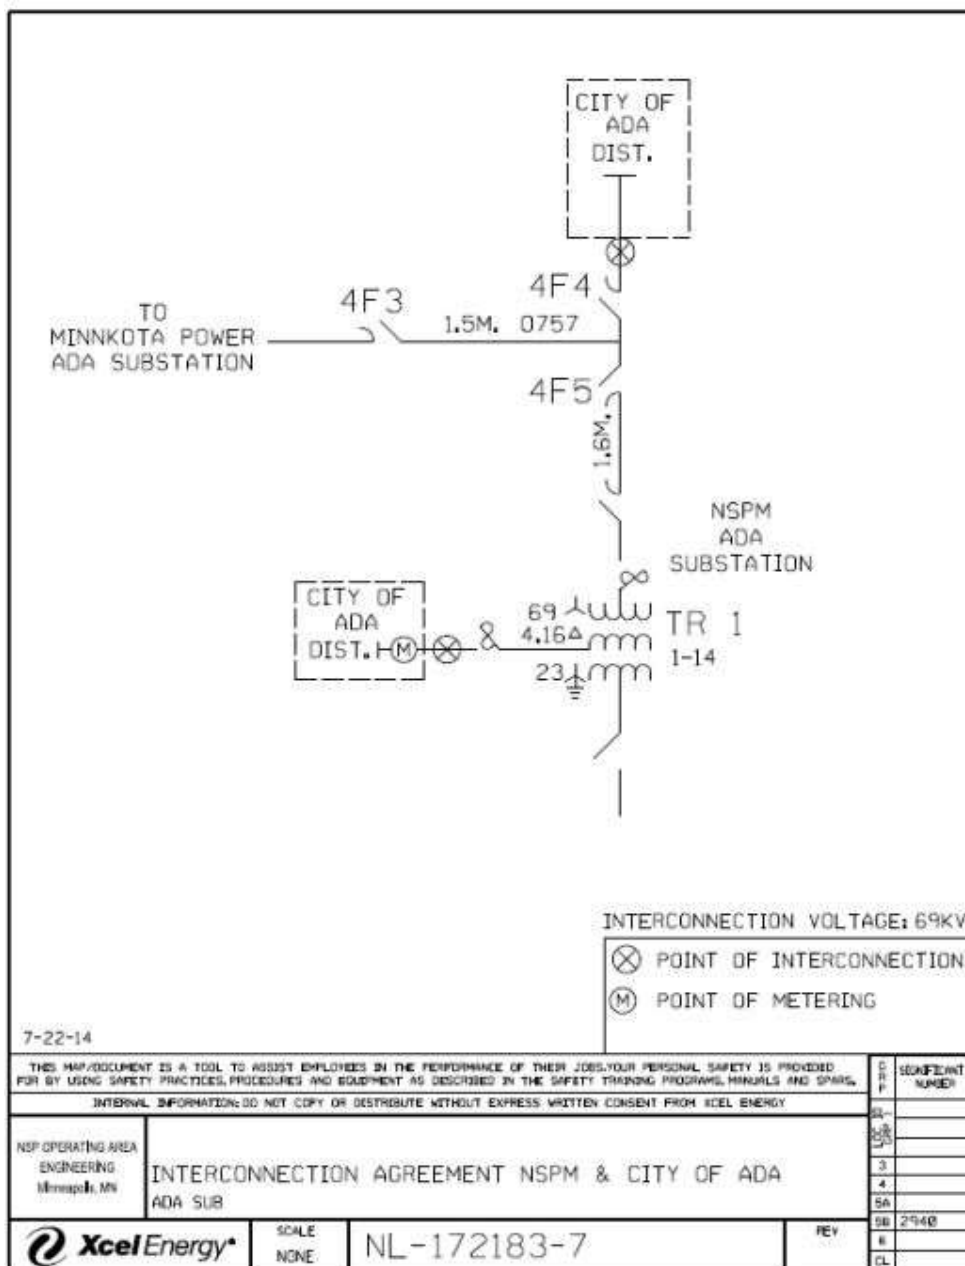 CITY OF
ADA
DIST.
4F4
4F3
1.5M. 0757
TO
MINNKOTA POWER
ADA SUBSTATION
4F5
1.6M.
NSPM
ADA
SUBSTATION
CITY OF
ADA
DIST.
M
69
4.16Δ
23
TR 1
1-14
INTERCONNECTION VOLTAGE: 69KV
POINT OF INTERCONNECTION
M POINT OF METERING
7-22-14
THIS MAP/DOCUMENT IS A TOOL TO ASSIST EMPLOYEES IN THE PERFORMANCE OF THEIR JOBS. YOUR PERSONAL SAFETY IS PROVIDED
FOR BY USING SAFETY PRACTICES, PROCEDURES AND EQUIPMENT AS DESCRIBED IN THE SAFETY TRAINING PROGRAMS, MANUALS AND SPARS.
INTERNAL INFORMATION: DO NOT COPY OR DISTRIBUTE WITHOUT EXPRESS WRITTEN CONSENT FROM XCEL ENERGY
SIGNIFICANT
NUMBER
NSP OPERATING AREA
ENGINEERING
Minneapolis, MN
INTERCONNECTION AGREEMENT NSPM & CITY OF ADA
ADA SUB
3
4
5A
5B 2940
6
CL
Xcel Energy
SCALE
NONE
NL-172183-7
REV